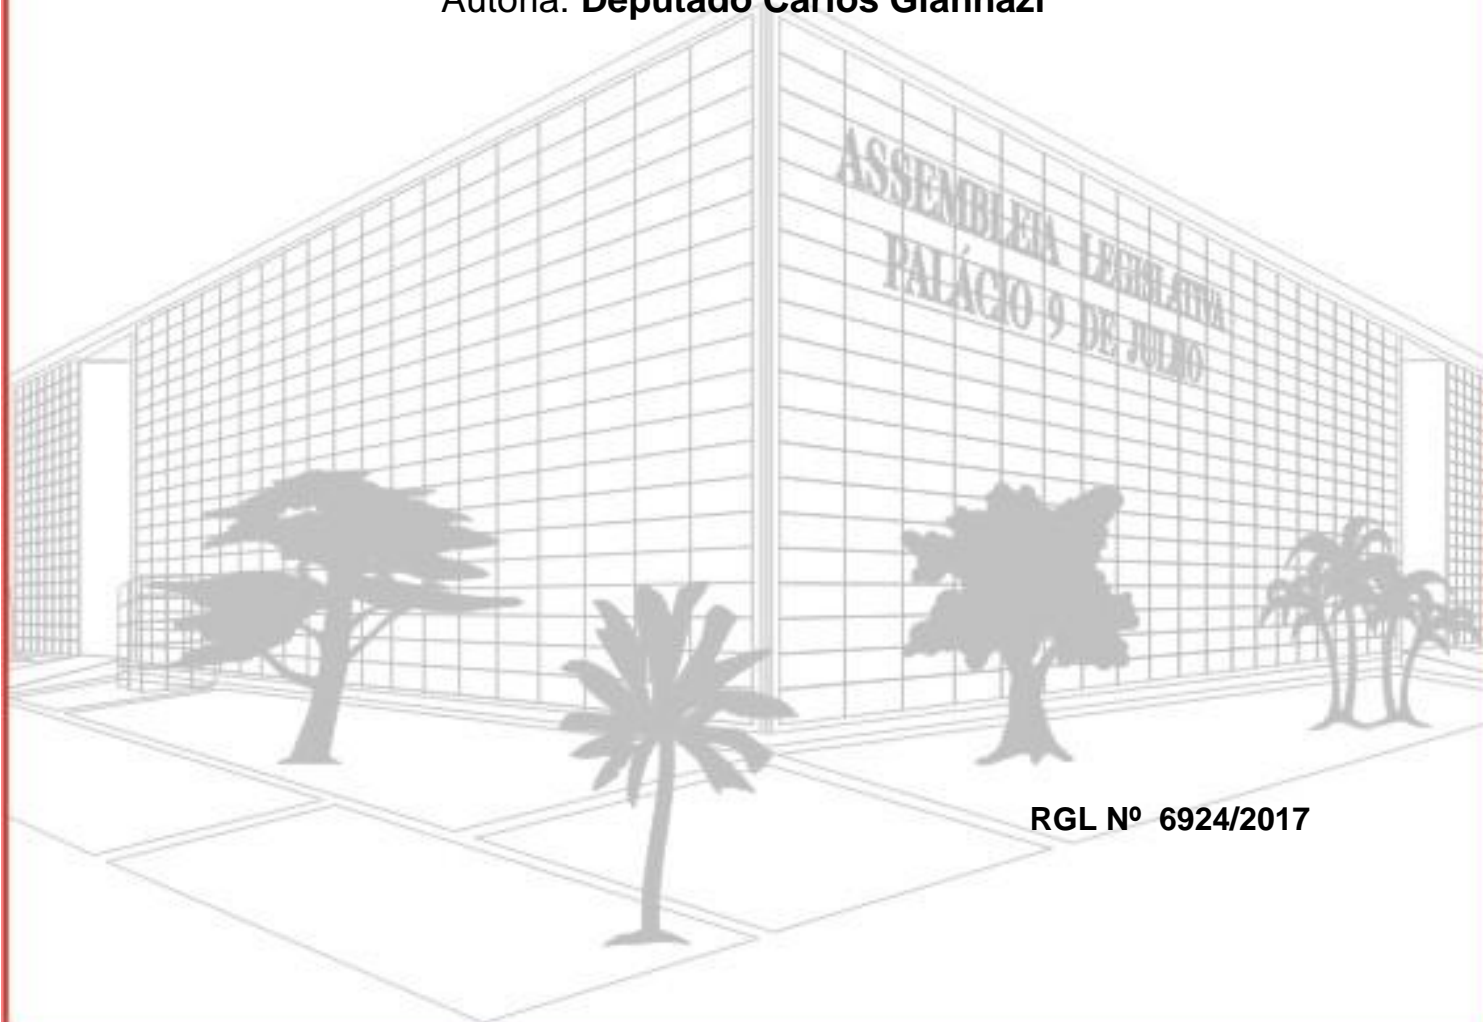 Autoria: Deputado Carlos Giannazi
ASSEMBLEIA LEGISLATIVA
PALÁCIO 9 DE JULHO
RGL Nº 6924/2017